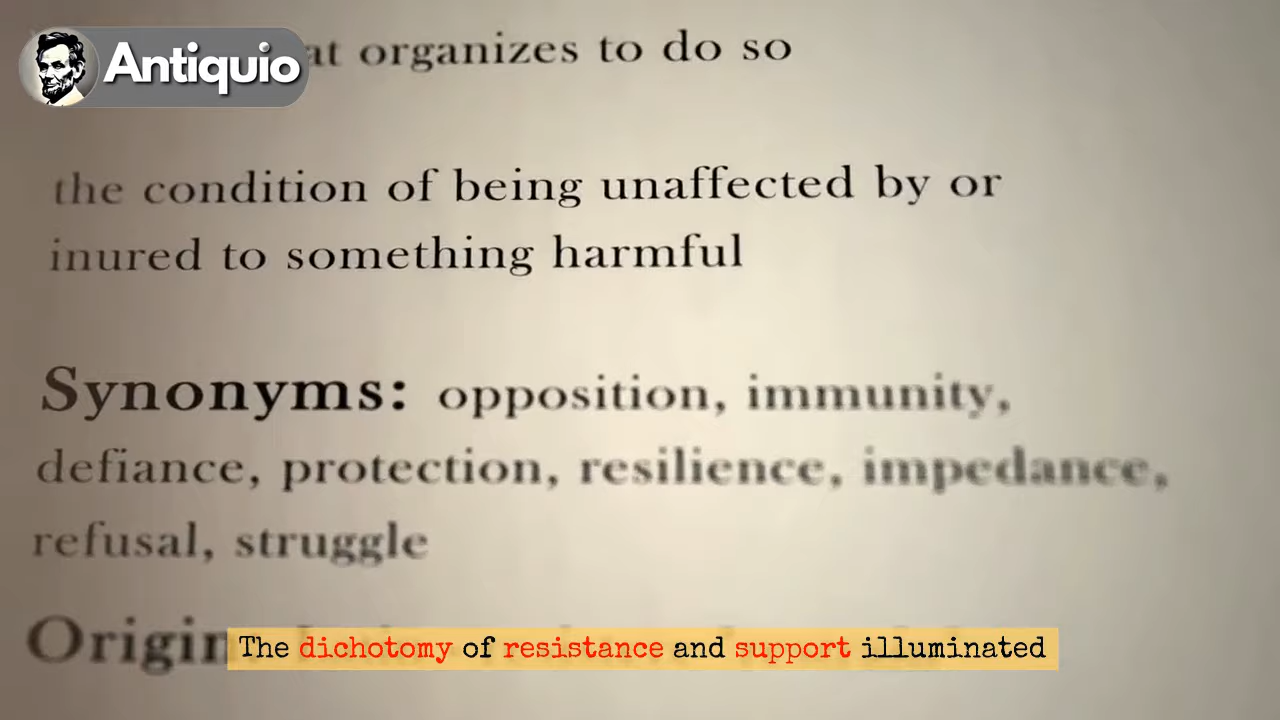 Antiquio
at organizes to do so
the condition of being unaffected by or
inured to something harmful
Synonyms: opposition, immunity,
defiance, protection, resilience, impedance,
refusal, struggle
Origin
The dichotomy of resistance and support illuminated